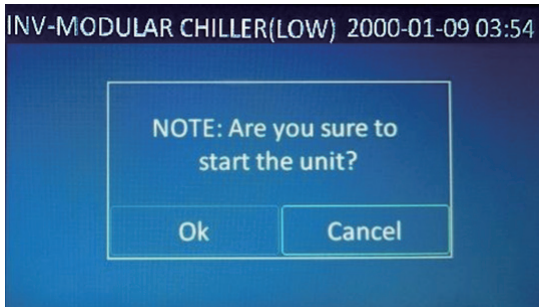 INV-MODULAR CHILLER(LOW) 2000-01-09 03:54
NOTE: Are you sure to
start the unit?
Ok
Cancel